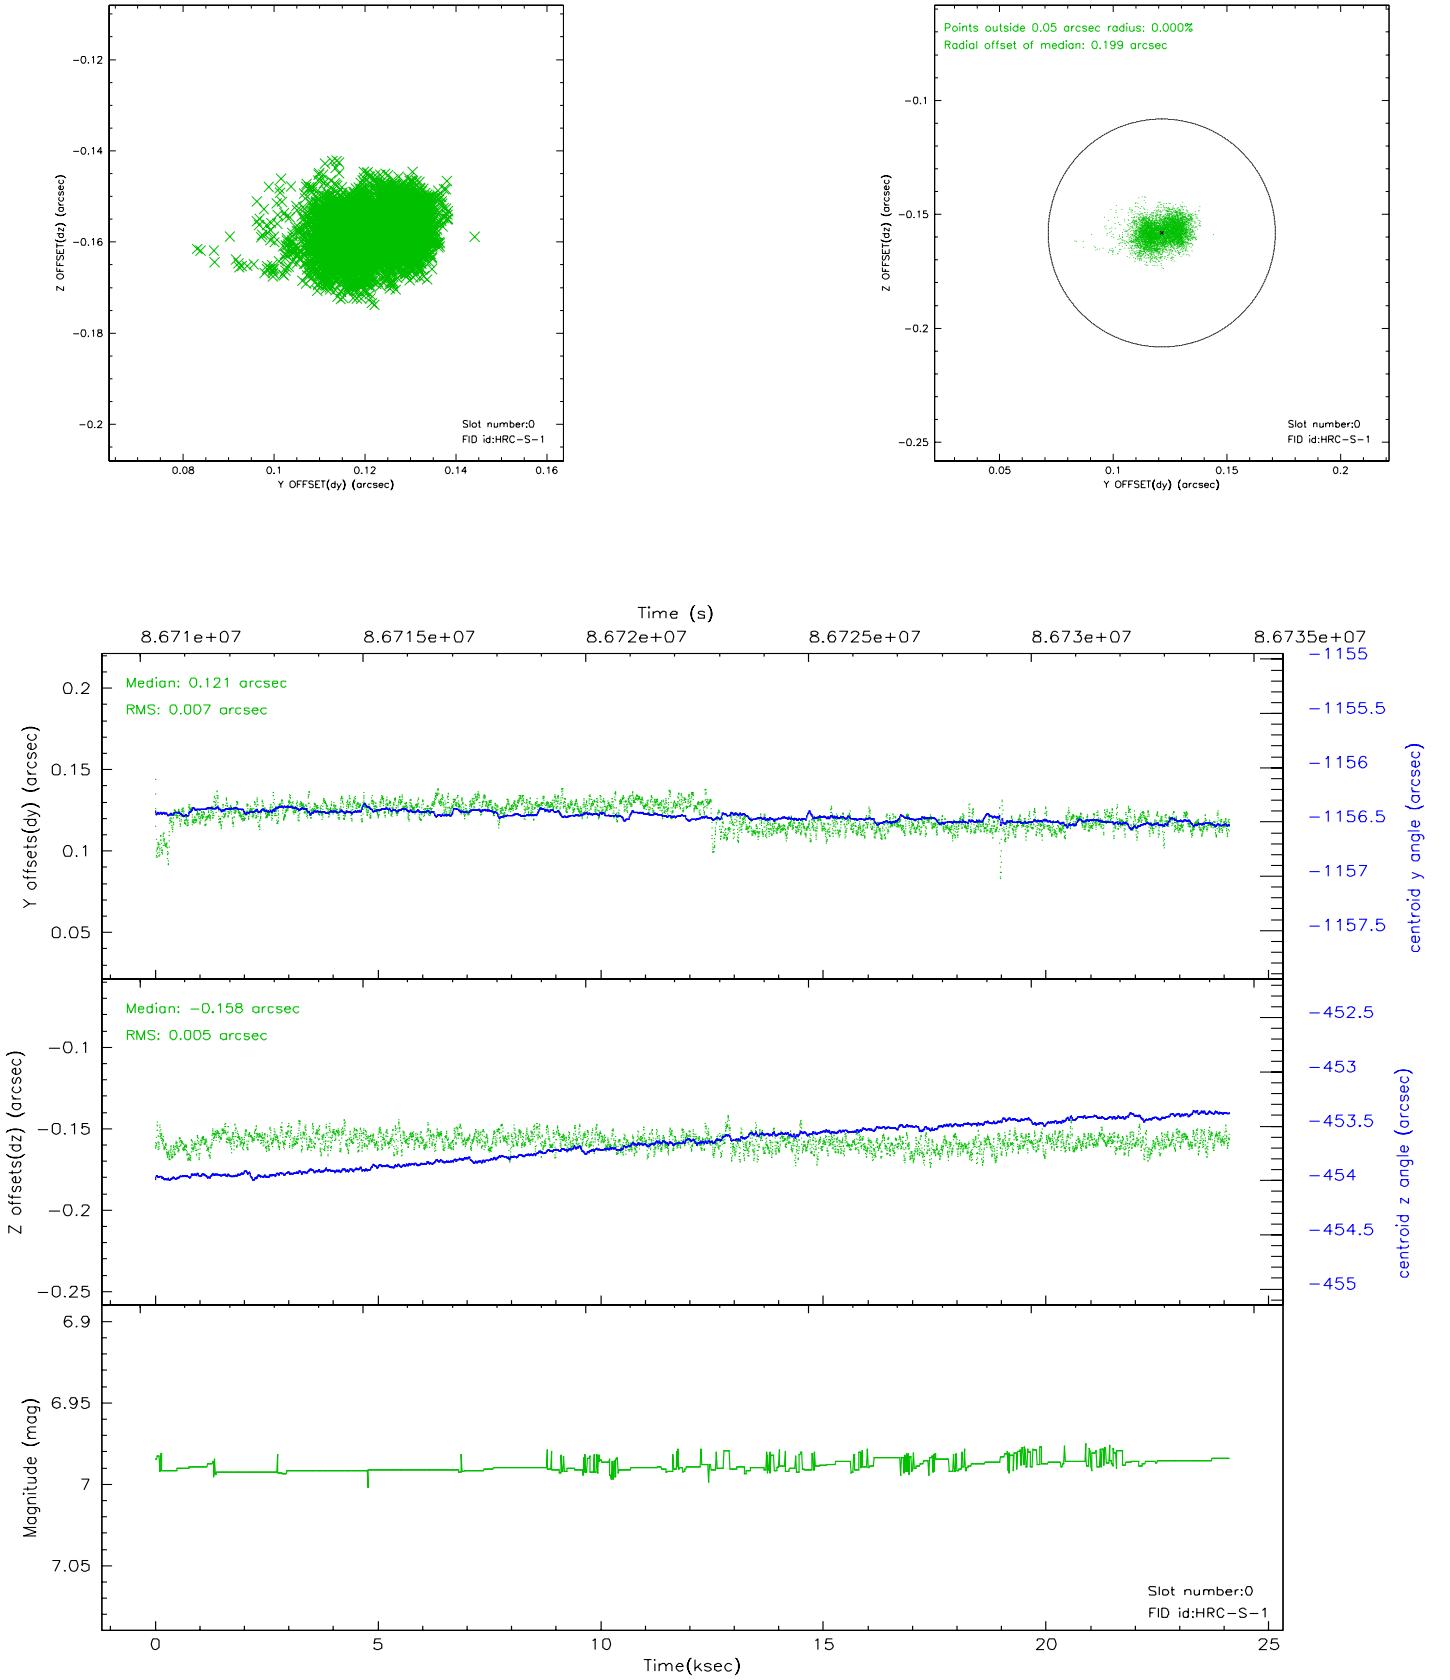 −0.12
−0.14
−0.16
−0.18
−0.2
Z OFFSET(dz) (arcsec)
Slot number:0
FID id:HRC−S−1
0.08 0.1 0.12 0.14 0.16
Y OFFSET(dy) (arcsec)
Points outside 0.05 arcsec radius: 0.000%
Radial offset of median: 0.199 arcsec
−0.1
−0.15
−0.2
−0.25
Z OFFSET(dz) (arcsec)
Slot number:0
FID id:HRC−S−1
0.05 0.1 0.15 0.2
Y OFFSET(dy) (arcsec)
Time (s)
8.671e+07 8.6715e+07 8.672e+07 8.6725e+07 8.673e+07 8.6735e+07
Median: 0.121 arcsec
RMS: 0.007 arcsec
0.2
0.15
0.1
0.05
Y offsets(dy) (arcsec)
−1155
−1155.5
−1156
−1156.5
−1157
−1157.5
centroid y angle (arcsec)
Median: −0.158 arcsec
RMS: 0.005 arcsec
−0.1
−0.15
−0.2
−0.25
Z offsets(dz) (arcsec)
−452.5
−453
−453.5
−454
−454.5
−455
centroid z angle (arcsec)
6.9
6.95
7
7.05
Magnitude (mag)
Slot number:0
FID id:HRC−S−1
0 5 10 15 20 25
Time(ksec)